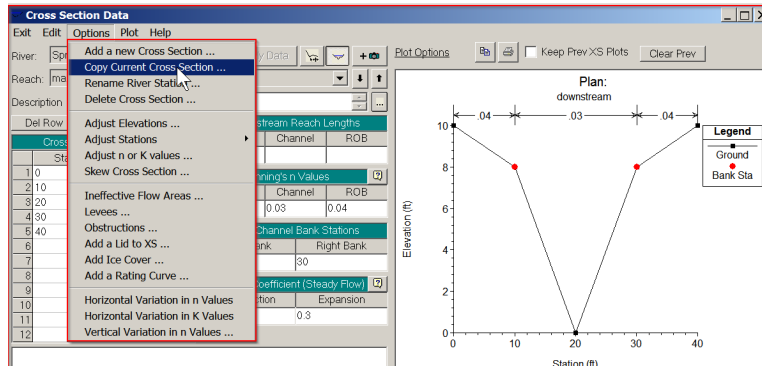 Cross Section Data
Exit Edit Options Plot Help
River: Spr
y Data
Plot Options
Keep Prev XS Plots
Clear Prev
Reach: ma
Description
Del Row
stream Reach Lengths
Cross
Channel ROB
Sta
Add a new Cross Section ...
Copy Current Cross Section ...
Rename River Station ...
Delete Cross Section ...
Adjust Elevations ...
Adjust Stations
Adjust n or K values ...
Skew Cross Section ...
Ineffective Flow Areas ...
Levees ...
Obstructions ...
Add a Lid to XS ...
Add Ice Cover ...
Add a Rating Curve ...
Horizontal Variation in n Values
Horizontal Variation in K Values
Vertical Variation in n Values ...
1 0
2 10
3 20
4 30
5 40
6
7
8
9
10
11
12
nning's n Values
Channel ROB
0.03 0.04
Channel Bank Stations
ank Right Bank
30
oefficient (Steady Flow)
ction Expansion
0.3
Plan:
downstream
.04 .03 .04
Legend
Ground
Bank Sta
Elevation (ft)
10
8
6
4
2
0
0 10 20 30 40
Station (ft)